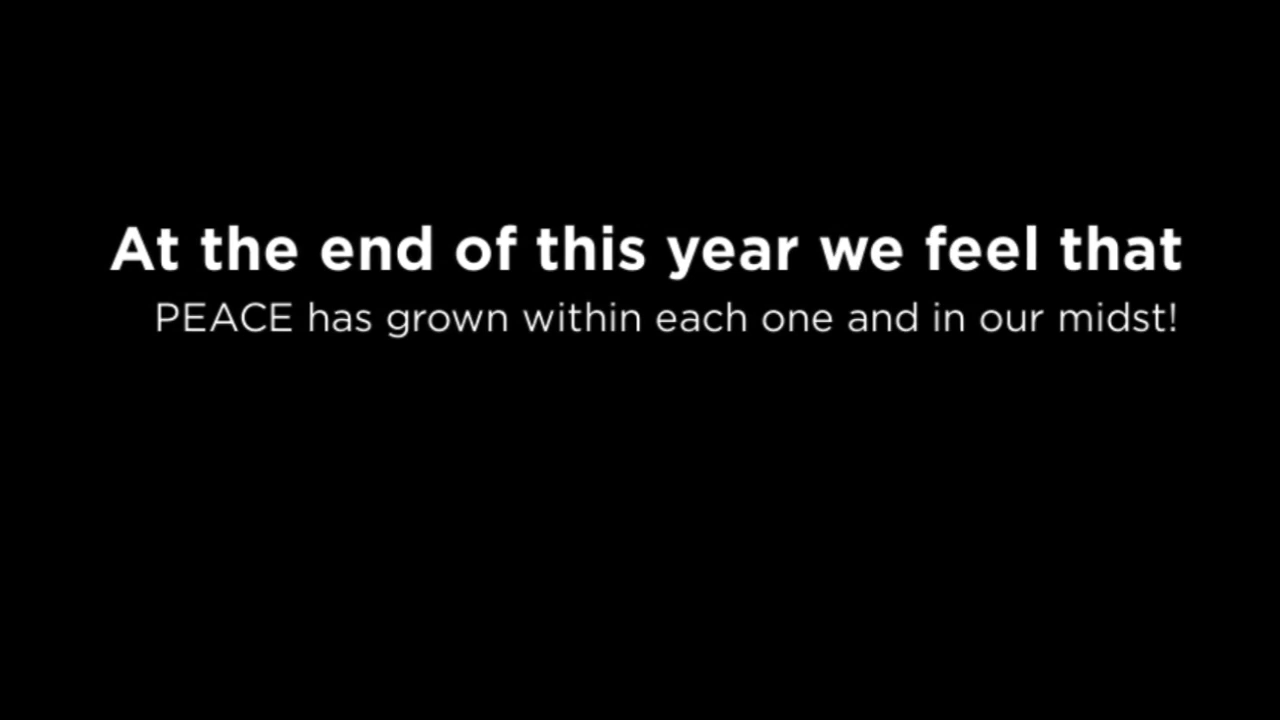 At the end of this year we feel that
PEACE has grown within each one and in our midst!